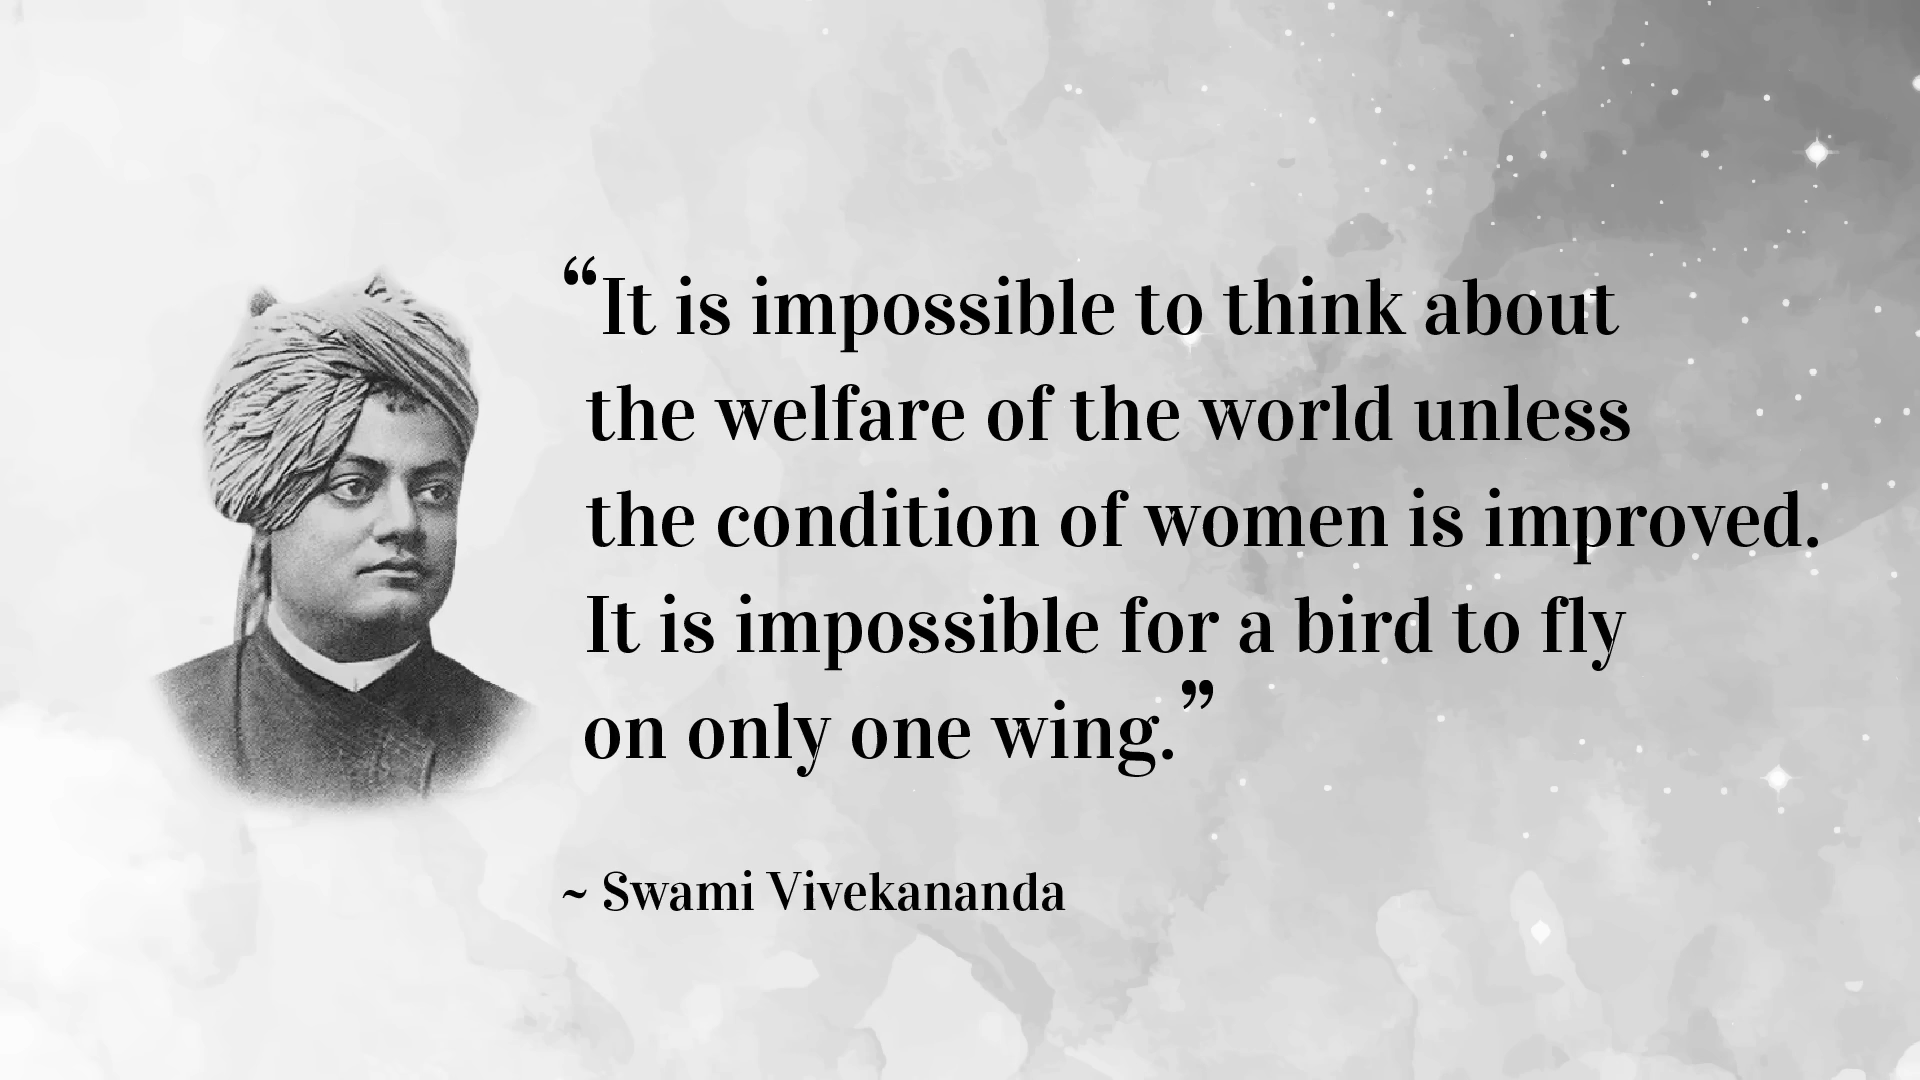 “It is impossible to think about
the welfare of the world unless
the condition of women is improved.
It is impossible for a bird to fly
on only one wing.”
~ Swami Vivekananda